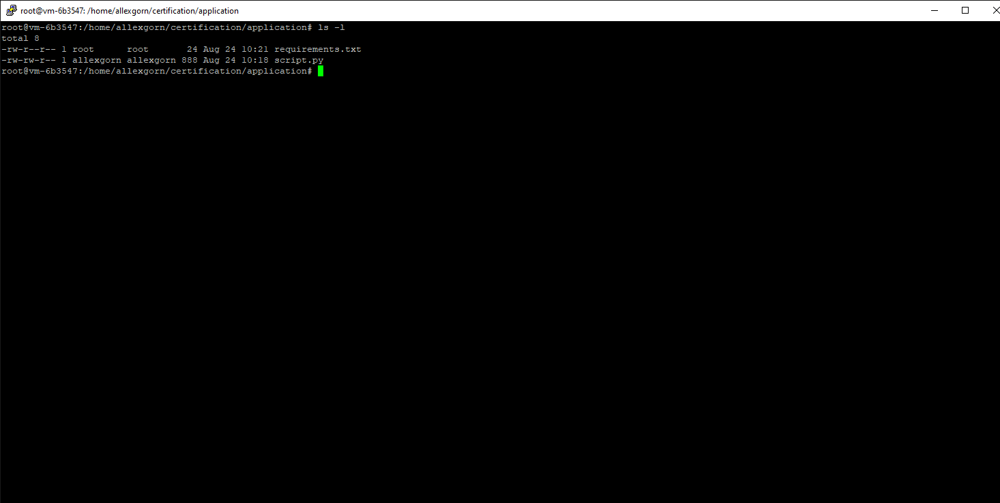 root@vm-6b3547: /home/allexgorn/certification/application
root@vm-6b3547:/home/allexgorn/certification/application# ls -l
total 8
-rw-r--r-- 1 root      root       24 Aug 24 10:21 requirements.txt
-rw-rw-r-- 1 allexgorn allexgorn 888 Aug 24 10:18 script.py
root@vm-6b3547:/home/allexgorn/certification/application#